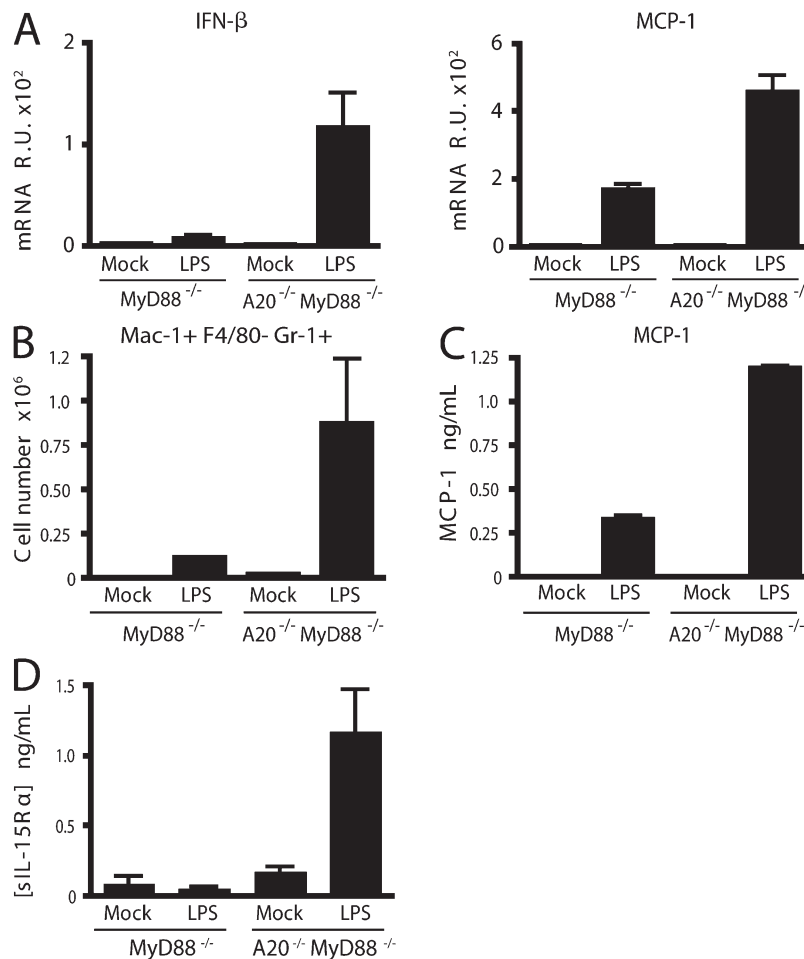 A
IFN-β
mRNA R.U. x10²
2
1
0
Mock LPS Mock LPS
MyD88 -/- A20 -/- MyD88 -/-
MCP-1
mRNA R.U. x10²
6
4
2
0
Mock LPS Mock LPS
MyD88 -/- A20 -/- MyD88 -/-
B
Mac-1+ F4/80- Gr-1+
Cell number x10⁶
1.2
1.0
0.75
0.50
0.25
0
Mock LPS Mock LPS
MyD88 -/- A20 -/- MyD88 -/-
C
MCP-1
MCP-1 ng/mL
1.25
1.0
0.75
0.50
0.25
0
Mock LPS Mock LPS
MyD88 -/- A20 -/- MyD88 -/-
D
[sIL-15Rα] ng/mL
1.5
1.0
0.5
0
Mock LPS Mock LPS
MyD88 -/- A20 -/- MyD88 -/-